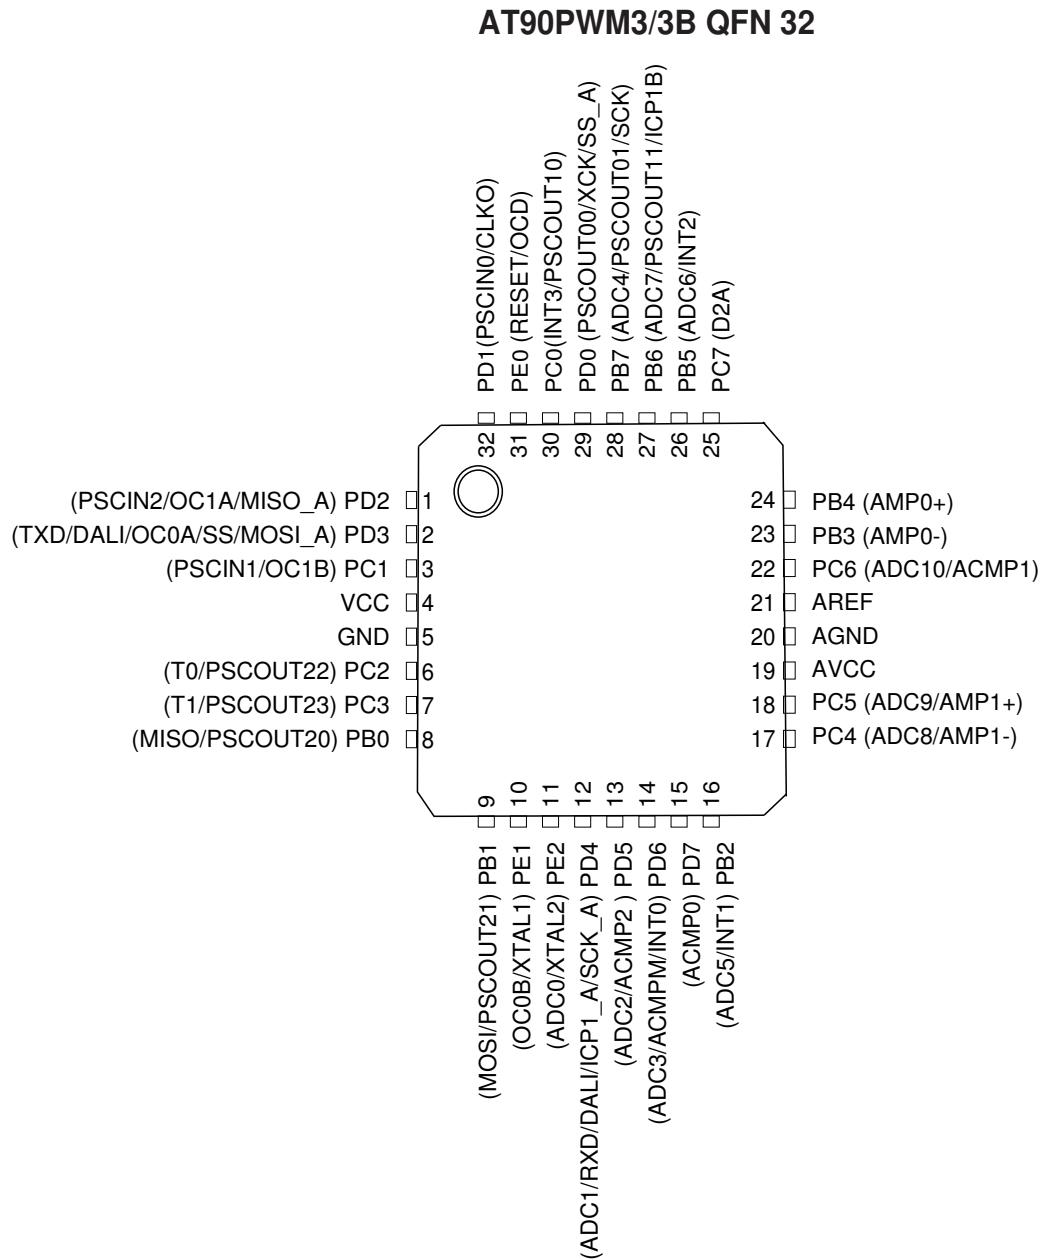 AT90PWM3/3B QFN 32
PD1(PSCIN0/CLKO)
PE0 (RESET/OCD)
PC0(INT3/PSCOUT10)
PD0 (PSCOUT00/XCK/SS_A)
PB7 (ADC4/PSCOUT01/SCK)
PB6 (ADC7/PSCOUT11/ICP1B)
PB5 (ADC6/INT2)
PC7 (D2A)
32 31 30 29 28 27 26 25
(PSCIN2/OC1A/MISO_A) PD2 1
(TXD/DALI/OC0A/SS/MOSI_A) PD3 2
(PSCIN1/OC1B) PC1 3
VCC 4
GND 5
(T0/PSCOUT22) PC2 6
(T1/PSCOUT23) PC3 7
(MISO/PSCOUT20) PB0 8
24 PB4 (AMP0+)
23 PB3 (AMP0-)
22 PC6 (ADC10/ACMP1)
21 AREF
20 AGND
19 AVCC
18 PC5 (ADC9/AMP1+)
17 PC4 (ADC8/AMP1-)
9 10 11 12 13 14 15 16
(MOSI/PSCOUT21) PB1
(OC0B/XTAL1) PE1
(ADC0/XTAL2) PE2
(ADC1/RXD/DALI/ICP1_A/SCK_A) PD4
(ADC2/ACMP2 ) PD5
(ADC3/ACMPM/INT0) PD6
(ACMP0) PD7
(ADC5/INT1) PB2